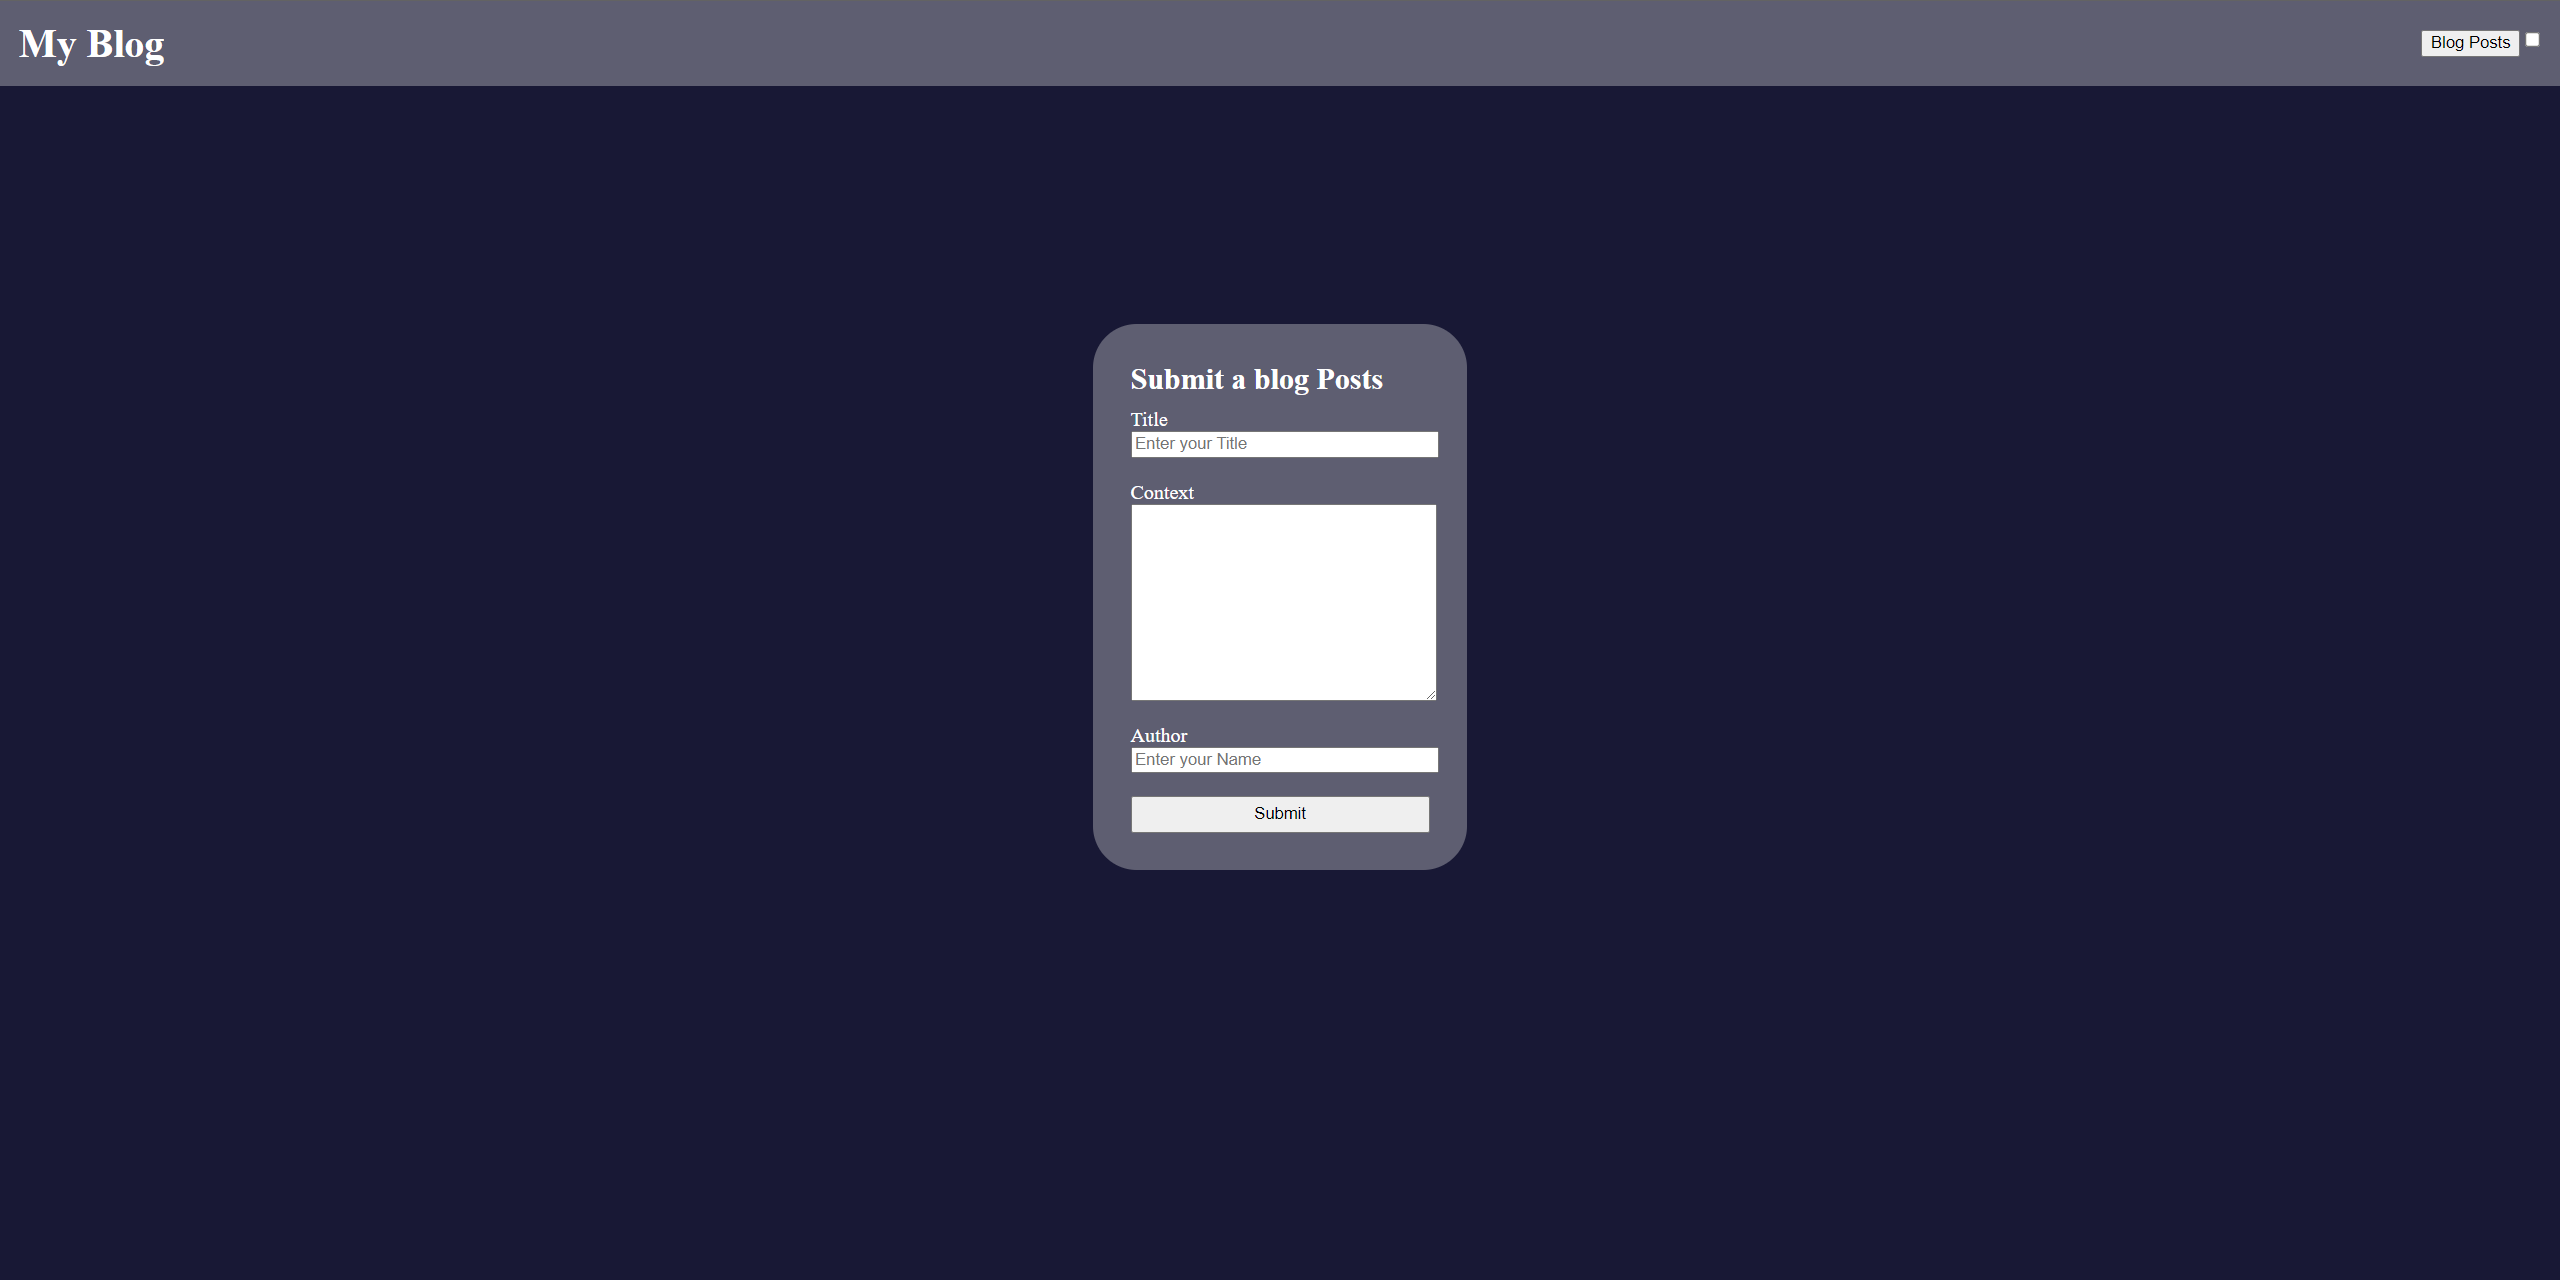 My Blog
Blog Posts
Submit a blog Posts
Title
Enter your Title
Context
Author
Enter your Name
Submit